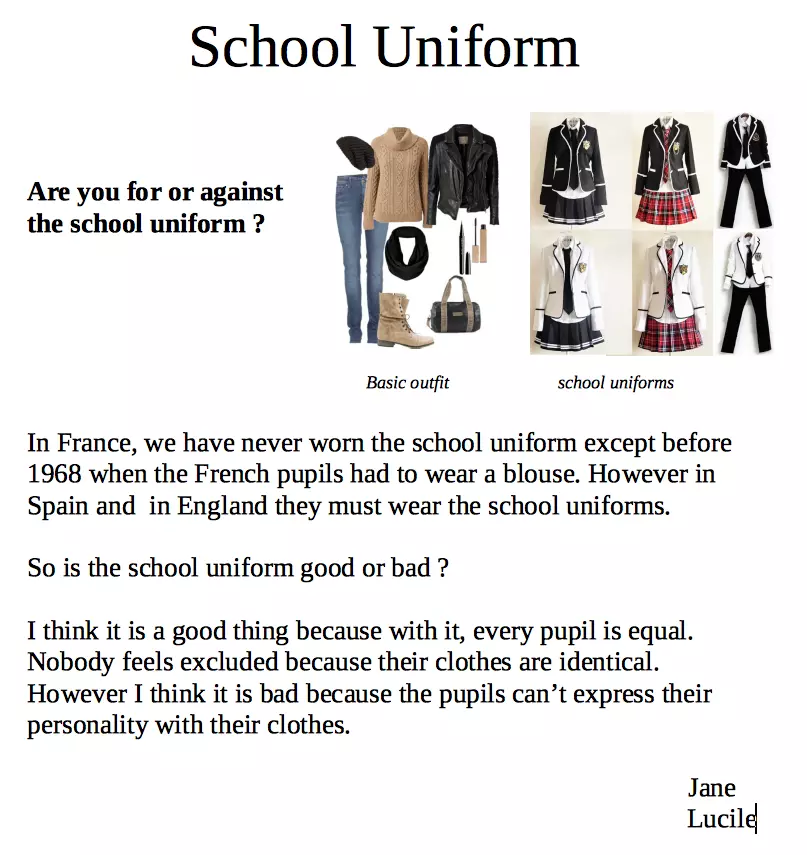 School Uniform
Are you for or against
the school uniform ?
Basic outfit
school uniforms
In France, we have never worn the school uniform except before
1968 when the French pupils had to wear a blouse. However in
Spain and  in England they must wear the school uniforms.
So is the school uniform good or bad ?
I think it is a good thing because with it, every pupil is equal.
Nobody feels excluded because their clothes are identical.
However I think it is bad because the pupils can’t express their
personality with their clothes.
Jane
Lucile